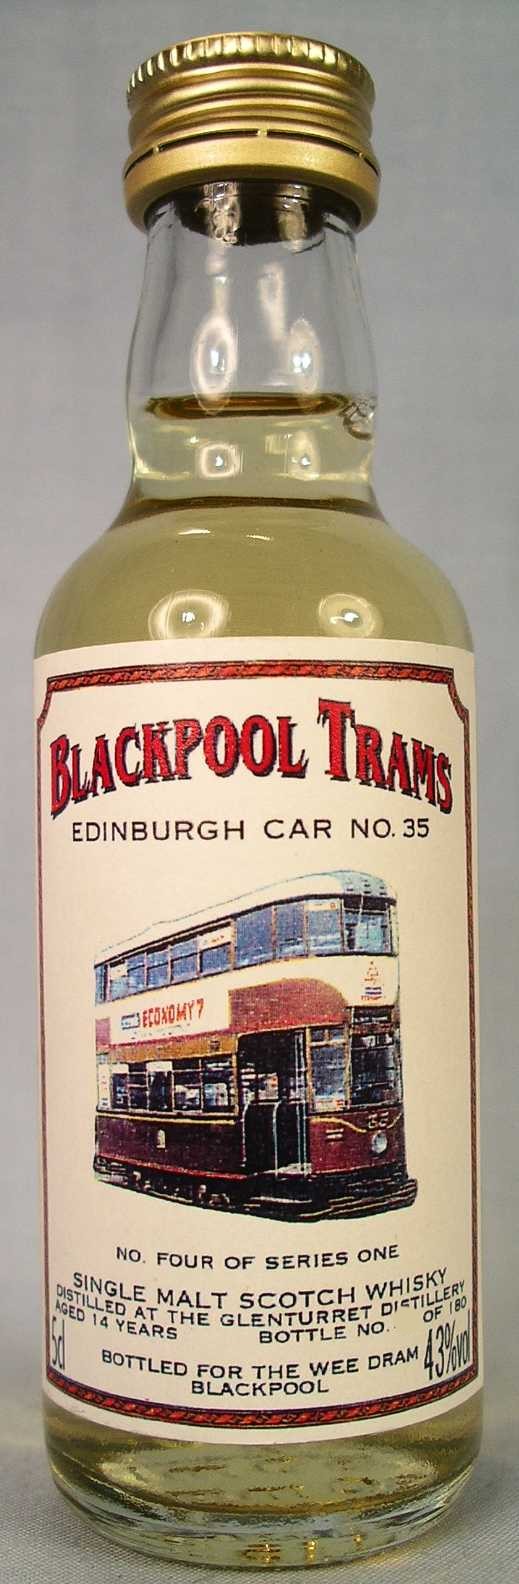 BLACKPOOL TRAMS
EDINBURGH CAR NO. 35
ECONOMY 7
35
NO. FOUR OF SERIES ONE
SINGLE MALT SCOTCH WHISKY
DISTILLED AT THE GLENTURRET DISTILLERY
AGED 14 YEARS BOTTLE NO. OF 180
5cl BOTTLED FOR THE WEE DRAM 43%vol
BLACKPOOL